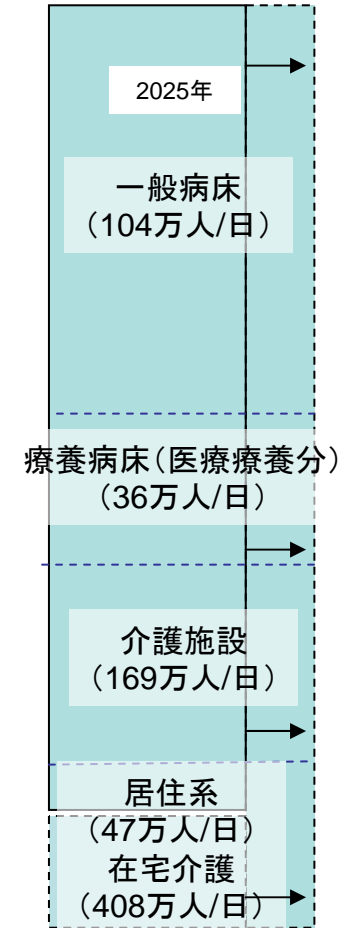 2025年
一般病床
（104万人/日）
療養病床（医療療養分）
（36万人/日）
介護施設
（169万人/日）
居住系
（47万人/日）
在宅介護
（408万人/日）